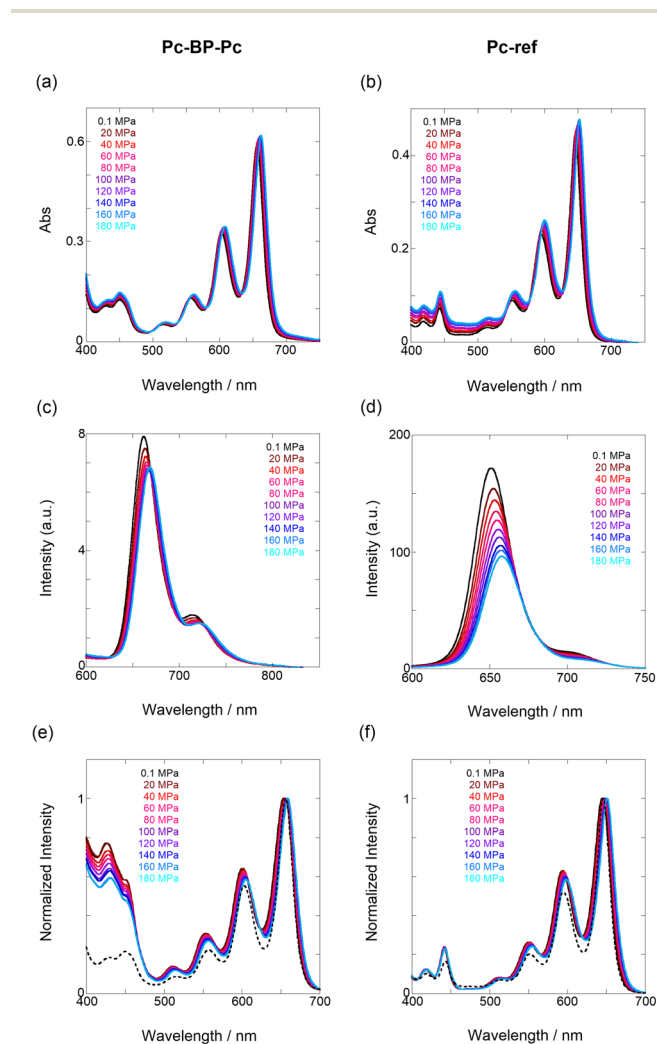 Pc-BP-Pc
Pc-ref
(a)
0.1 MPa
20 MPa
40 MPa
60 MPa
80 MPa
100 MPa
120 MPa
140 MPa
160 MPa
180 MPa
0.6
0.3
0
Abs
400 500 600 700
Wavelength / nm
(b)
0.1 MPa
20 MPa
40 MPa
60 MPa
80 MPa
100 MPa
120 MPa
140 MPa
160 MPa
180 MPa
0.4
0.2
0
Abs
400 500 600 700
Wavelength / nm
(c)
0.1 MPa
20 MPa
40 MPa
60 MPa
80 MPa
100 MPa
120 MPa
140 MPa
160 MPa
180 MPa
8
4
0
Intensity (a.u.)
600 700 800
Wavelength / nm
(d)
0.1 MPa
20 MPa
40 MPa
60 MPa
80 MPa
100 MPa
120 MPa
140 MPa
160 MPa
180 MPa
200
100
0
Intensity (a.u.)
600 650 700 750
Wavelength / nm
(e)
0.1 MPa
20 MPa
40 MPa
60 MPa
80 MPa
100 MPa
120 MPa
140 MPa
160 MPa
180 MPa
1
0
Normalized Intensity
400 500 600 700
Wavelength / nm
(f)
0.1 MPa
20 MPa
40 MPa
60 MPa
80 MPa
100 MPa
120 MPa
140 MPa
160 MPa
180 MPa
1
0
Normalized Intensity
400 500 600 700
Wavelength / nm